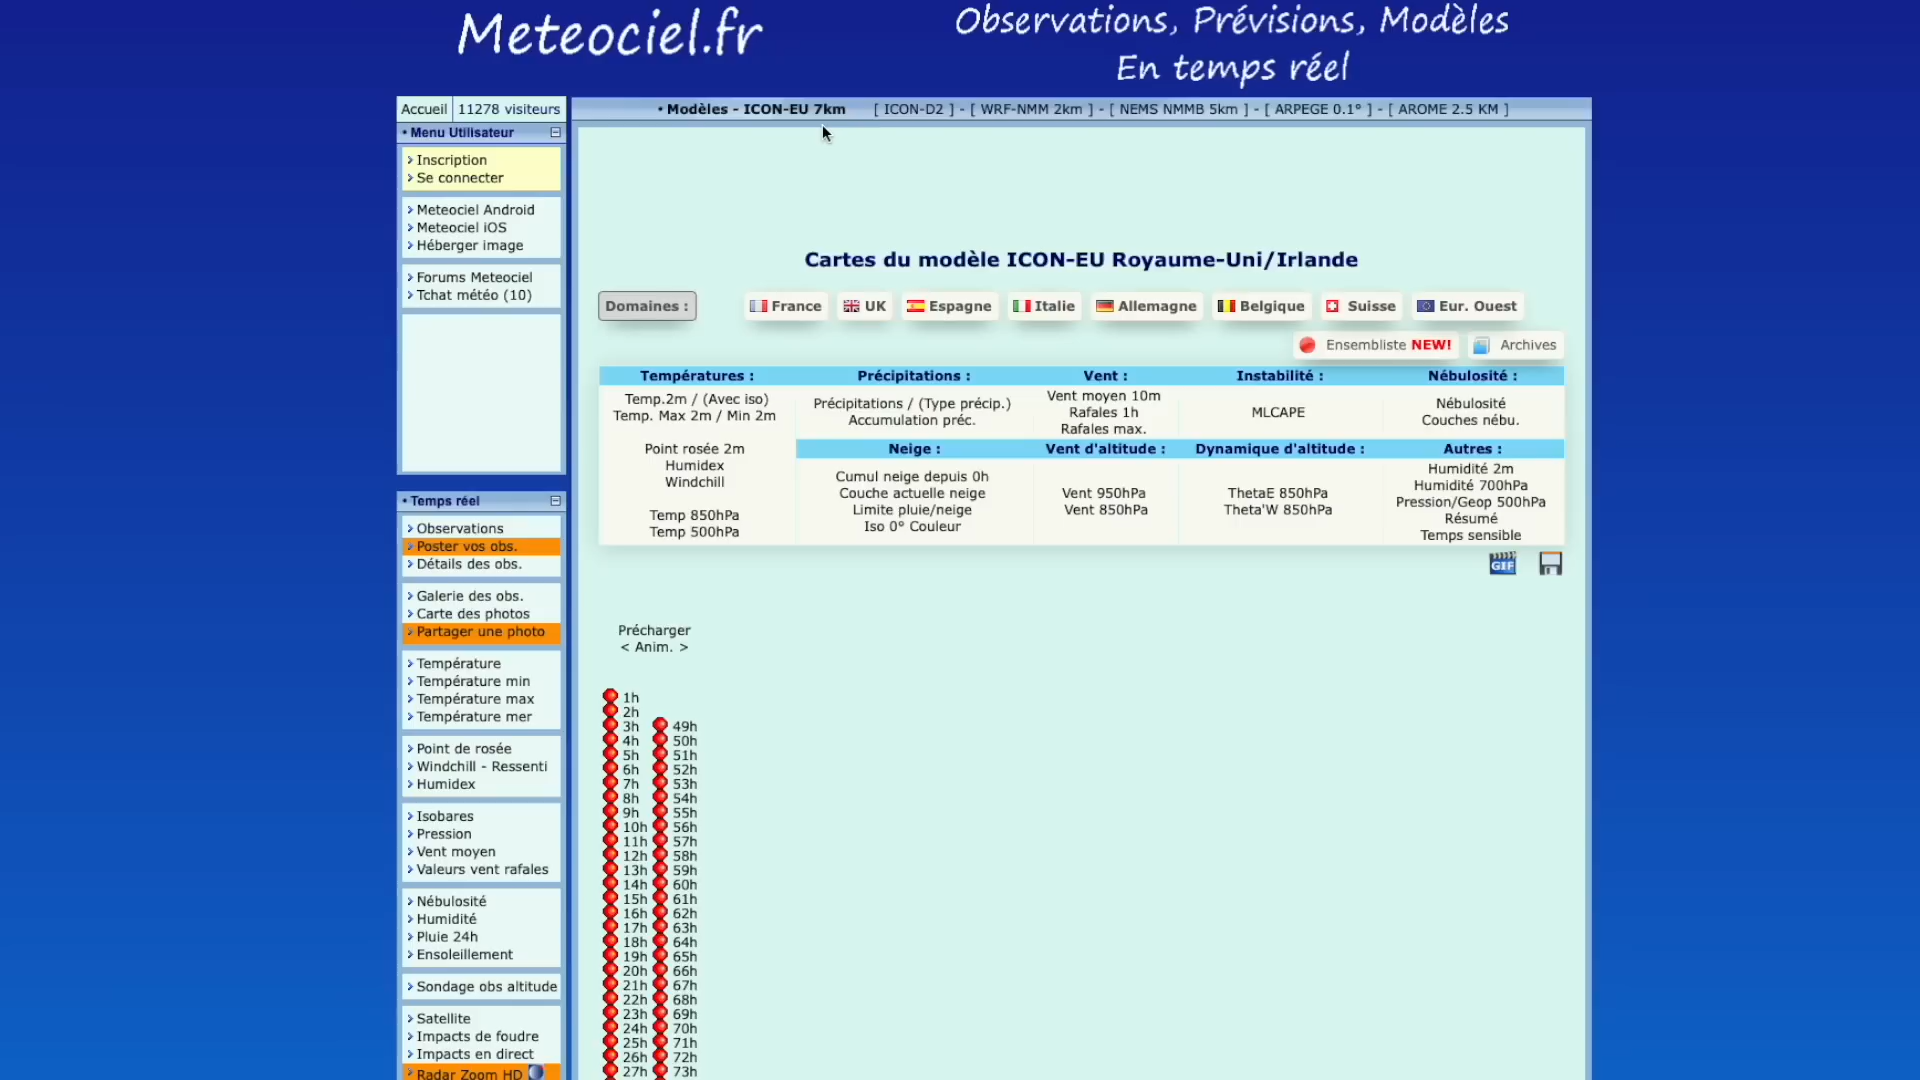 Meteociel.fr
Observations, Prévisions, Modèles
En temps réel
Accueil 11278 visiteurs
• Modèles - ICON-EU 7km [ ICON-D2 ] - [ WRF-NMM 2km ] - [ NEMS NMMB 5km ] - [ ARPEGE 0.1° ] - [ AROME 2.5 KM ]
• Menu Utilisateur
Inscription
Se connecter
Meteociel Android
Meteociel iOS
Héberger image
Forums Meteociel
Tchat météo (10)
• Temps réel
Observations
Poster vos obs.
Détails des obs.
Galerie des obs.
Carte des photos
Partager une photo
Température
Température min
Température max
Température mer
Point de rosée
Windchill - Ressenti
Humidex
Isobares
Pression
Vent moyen
Valeurs vent rafales
Nébulosité
Humidité
Pluie 24h
Ensoleillement
Sondage obs altitude
Satellite
Impacts de foudre
Impacts en direct
Radar Zoom HD
Cartes du modèle ICON-EU Royaume-Uni/Irlande
Domaines : France UK Espagne Italie Allemagne Belgique Suisse Eur. Ouest
Ensembliste NEW! Archives
Températures :
Temp.2m / (Avec iso)
Temp. Max 2m / Min 2m
Point rosée 2m
Humidex
Windchill
Temp 850hPa
Temp 500hPa
Précipitations :
Précipitations / (Type précip.)
Accumulation préc.
Neige :
Cumul neige depuis 0h
Couche actuelle neige
Limite pluie/neige
Iso 0° Couleur
Vent :
Vent moyen 10m
Rafales 1h
Rafales max.
Vent d'altitude :
Vent 950hPa
Vent 850hPa
Instabilité :
MLCAPE
Dynamique d'altitude :
ThetaE 850hPa
Theta'W 850hPa
Nébulosité :
Nébulosité
Couches nébu.
Autres :
Humidité 2m
Humidité 700hPa
Pression/Geop 500hPa
Résumé
Temps sensible
GIF
Précharger
< Anim. >
1h
2h
3h 49h
4h 50h
5h 51h
6h 52h
7h 53h
8h 54h
9h 55h
10h 56h
11h 57h
12h 58h
13h 59h
14h 60h
15h 61h
16h 62h
17h 63h
18h 64h
19h 65h
20h 66h
21h 67h
22h 68h
23h 69h
24h 70h
25h 71h
26h 72h
27h 73h